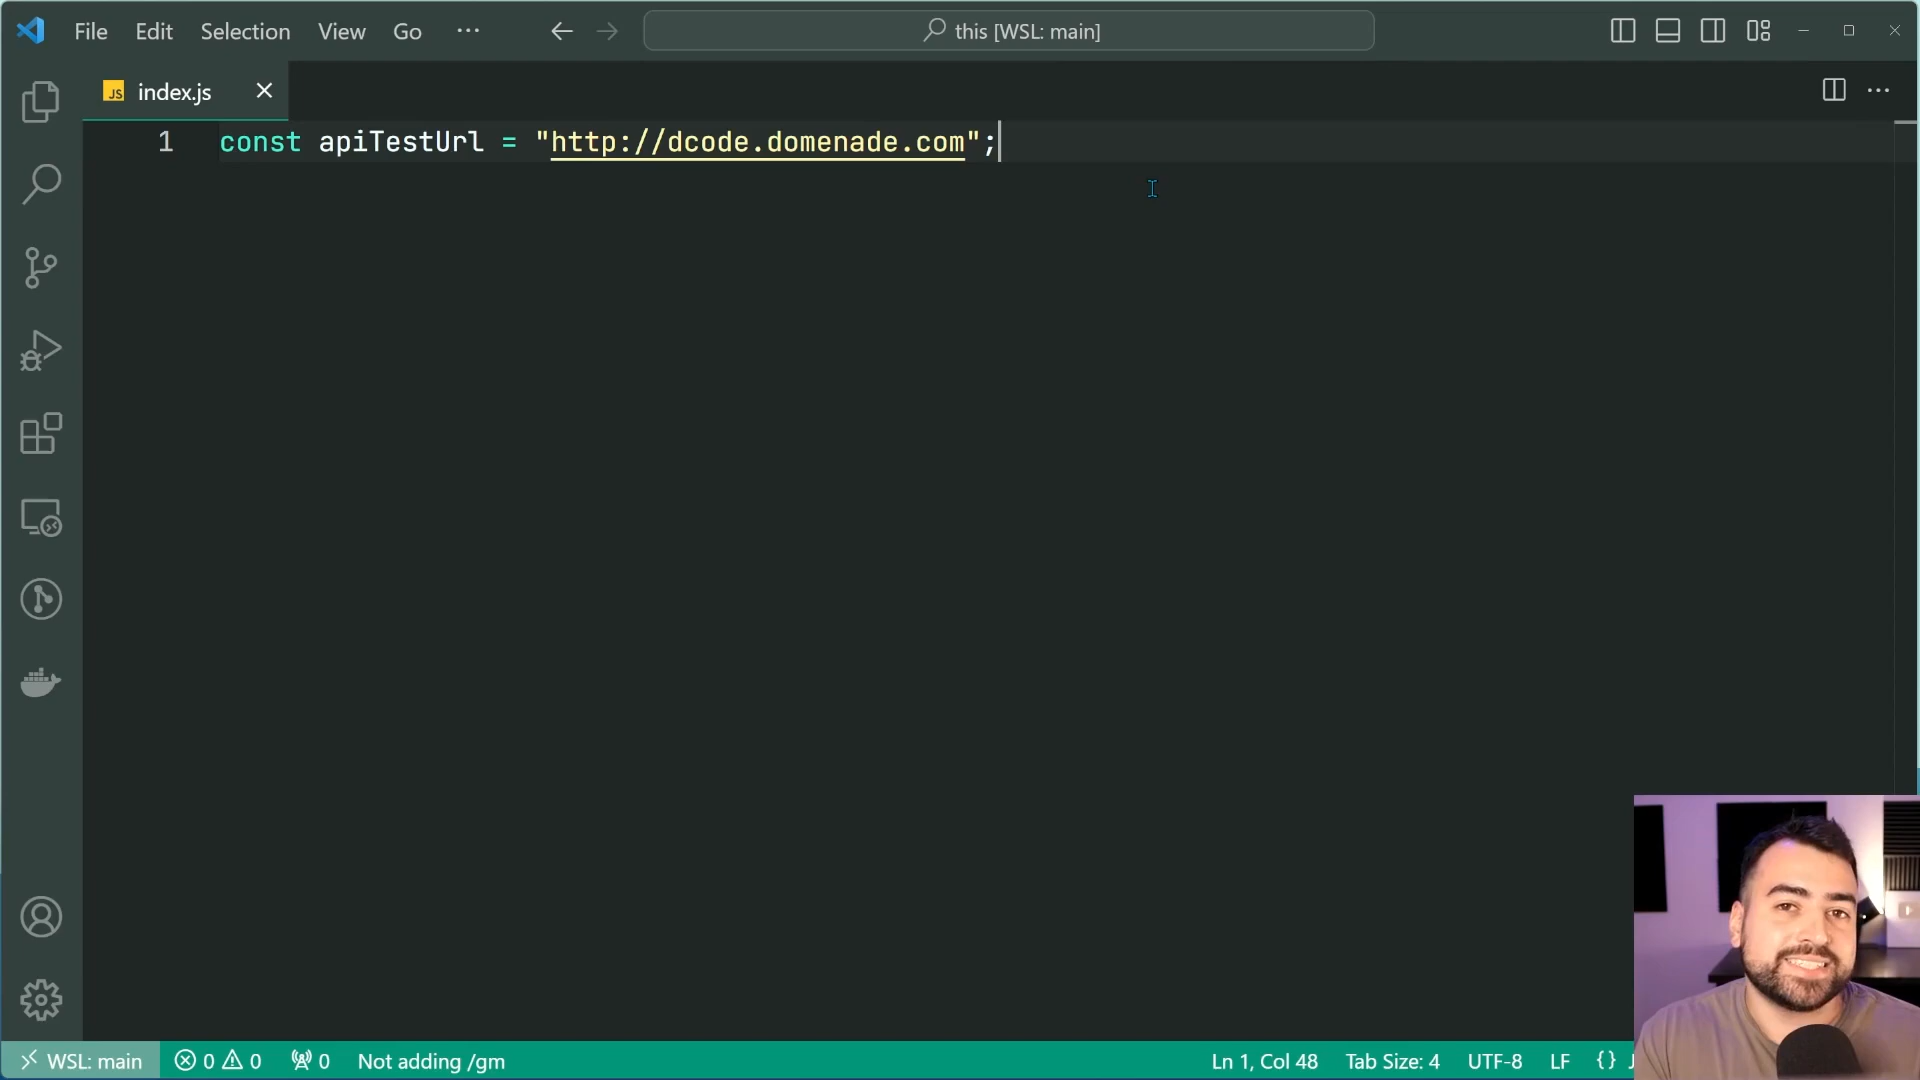 File Edit Selection View Go ··· this [WSL: main]
JS index.js
1 const apiTestUrl = "http://dcode.domenade.com";
WSL: main 0 0 0 Not adding /gm Ln 1, Col 48 Tab Size: 4 UTF-8 LF {} J